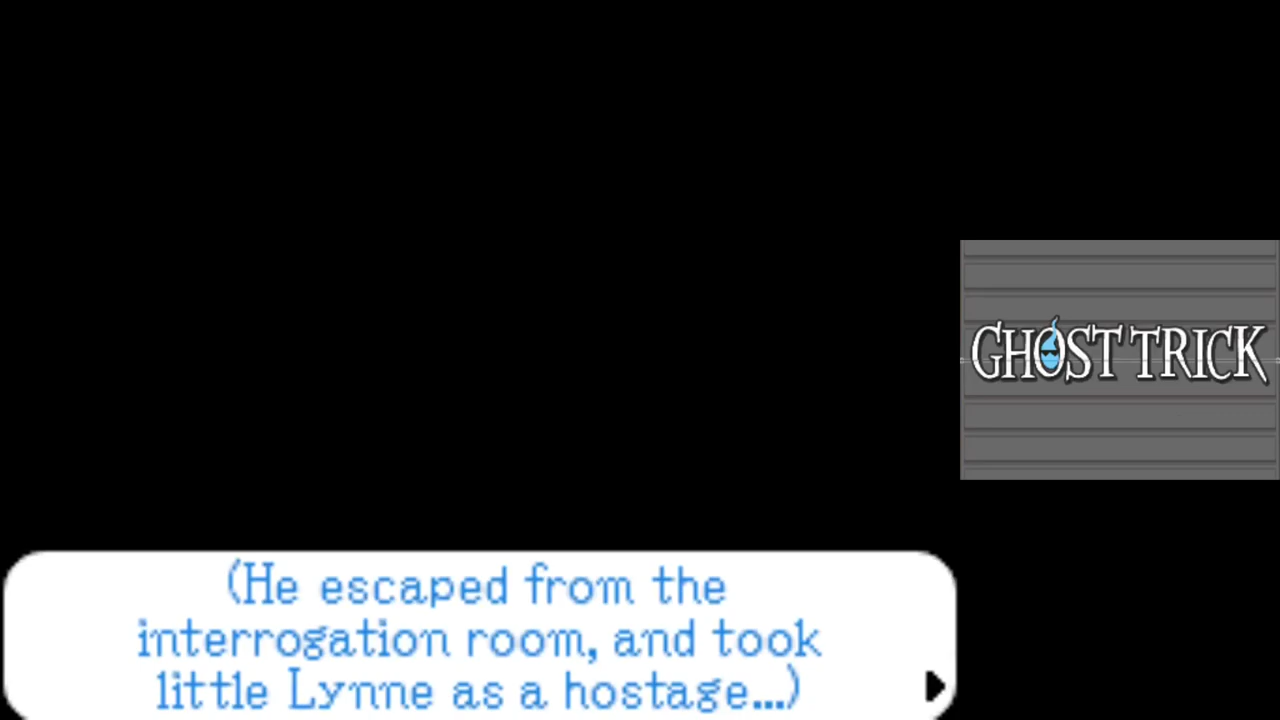 GHOST TRICK
(He escaped from the
interrogation room, and took
little Lynne as a hostage...)